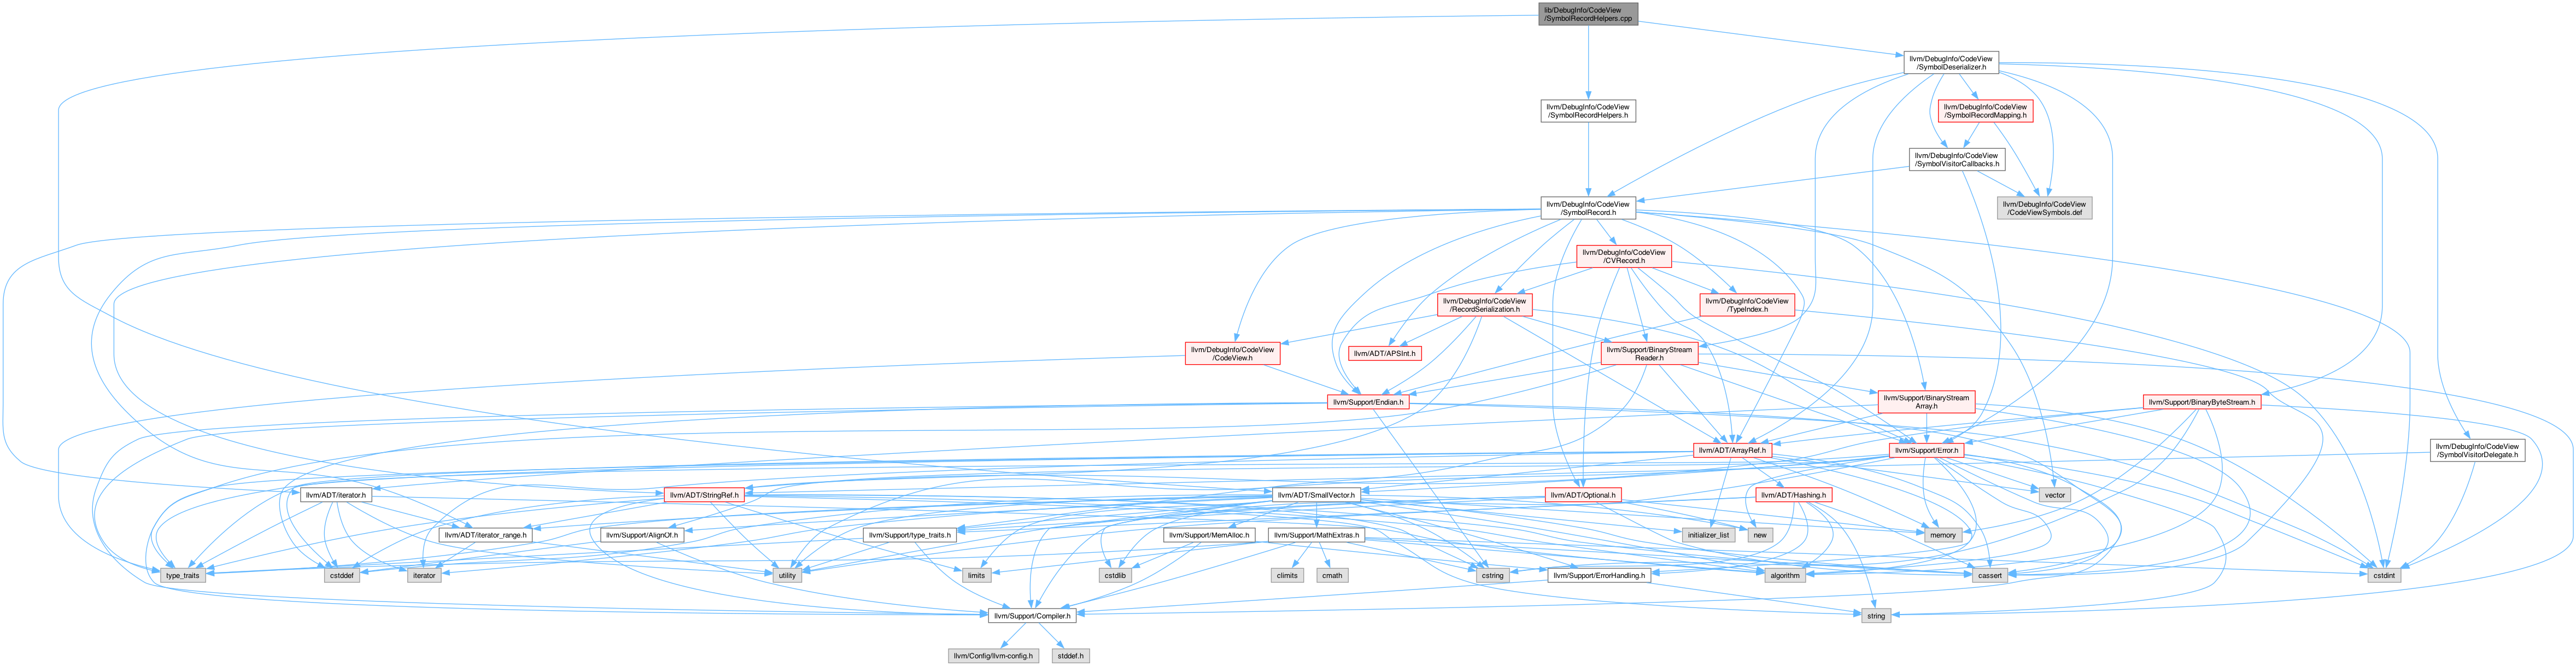 lib/DebugInfo/CodeView
/SymbolRecordHelpers.cpp
llvm/DebugInfo/CodeView
/SymbolDeserializer.h
llvm/DebugInfo/CodeView
/SymbolRecordHelpers.h
llvm/DebugInfo/CodeView
/SymbolRecordMapping.h
llvm/DebugInfo/CodeView
/SymbolVisitorCallbacks.h
llvm/DebugInfo/CodeView
/SymbolRecord.h
llvm/DebugInfo/CodeView
/CodeViewSymbols.def
llvm/DebugInfo/CodeView
/CVRecord.h
llvm/DebugInfo/CodeView
/RecordSerialization.h
llvm/DebugInfo/CodeView
/TypeIndex.h
llvm/DebugInfo/CodeView
/CodeView.h
llvm/ADT/APSInt.h
llvm/Support/BinaryStream
Reader.h
llvm/Support/Endian.h
llvm/Support/BinaryStream
Array.h
llvm/Support/BinaryByteStream.h
llvm/ADT/ArrayRef.h
llvm/Support/Error.h
llvm/DebugInfo/CodeView
/SymbolVisitorDelegate.h
llvm/ADT/iterator.h
llvm/ADT/StringRef.h
llvm/ADT/SmallVector.h
llvm/ADT/Optional.h
llvm/ADT/Hashing.h
vector
llvm/ADT/iterator_range.h
llvm/Support/AlignOf.h
llvm/Support/type_traits.h
llvm/Support/MemAlloc.h
llvm/Support/MathExtras.h
initializer_list
new
memory
type_traits
cstddef
iterator
utility
limits
cstdlib
climits
cmath
cstring
llvm/Support/ErrorHandling.h
algorithm
cassert
cstdint
llvm/Support/Compiler.h
string
llvm/Config/llvm-config.h
stddef.h